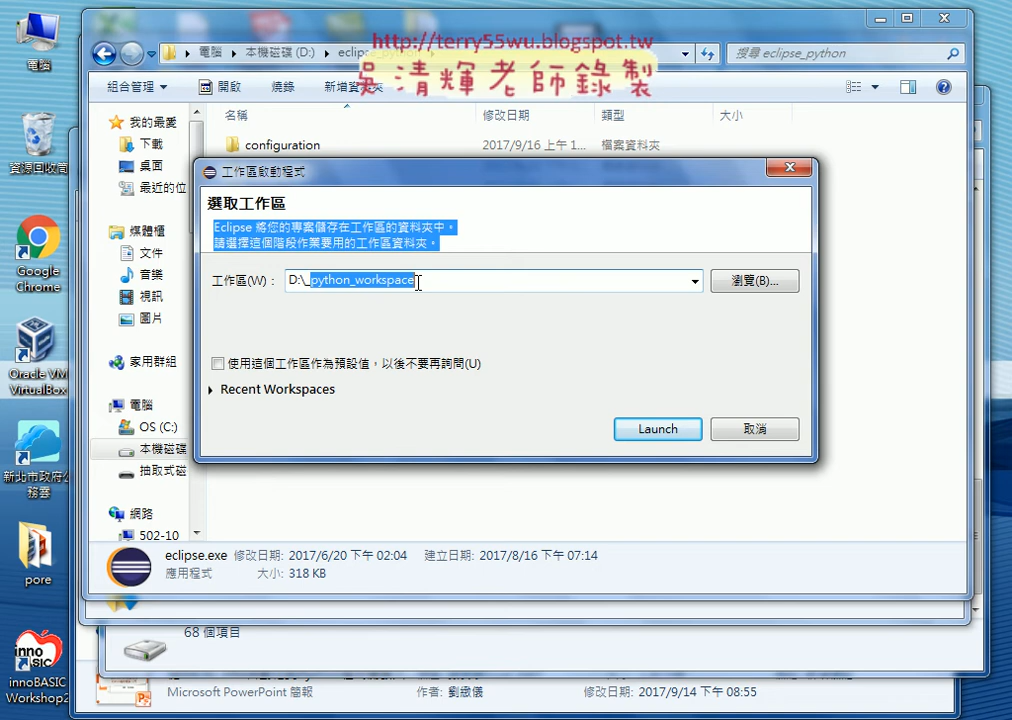 http://terry55wu.blogspot.tw
吳清輝老師錄製
電腦
資源回收筒
Google Chrome
Oracle VM VirtualBox
新北市政府公務雲
pore
innoBASIC Workshop2
電腦 ▸ 本機磁碟 (D:) ▸
搜尋 eclipse_python
組合管理 ▾ 開啟 燒錄
名稱 修改日期 類型 大小
configuration 2017/9/16 上午 1... 檔案資料夾
我的最愛
下載
桌面
最近的位
媒體櫃
文件
音樂
視訊
圖片
家用群組
電腦
OS (C:)
本機磁碟
抽取式磁
網路
502-10
工作區啟動程式
選取工作區
Eclipse 將您的專案儲存在工作區的資料夾中。
請選擇這個階段作業要用的工作區資料夾。
工作區(W)： D:\_python_workspace 瀏覽(B)...
使用這個工作區作為預設值，以後不要再詢問(U)
Recent Workspaces
Launch 取消
eclipse.exe 修改日期: 2017/6/20 下午 02:04 建立日期: 2017/8/16 下午 07:14
應用程式 大小: 318 KB
68 個項目
Microsoft PowerPoint 簡報 作者: 劉緻儀 修改日期: 2017/9/14 下午 08:55